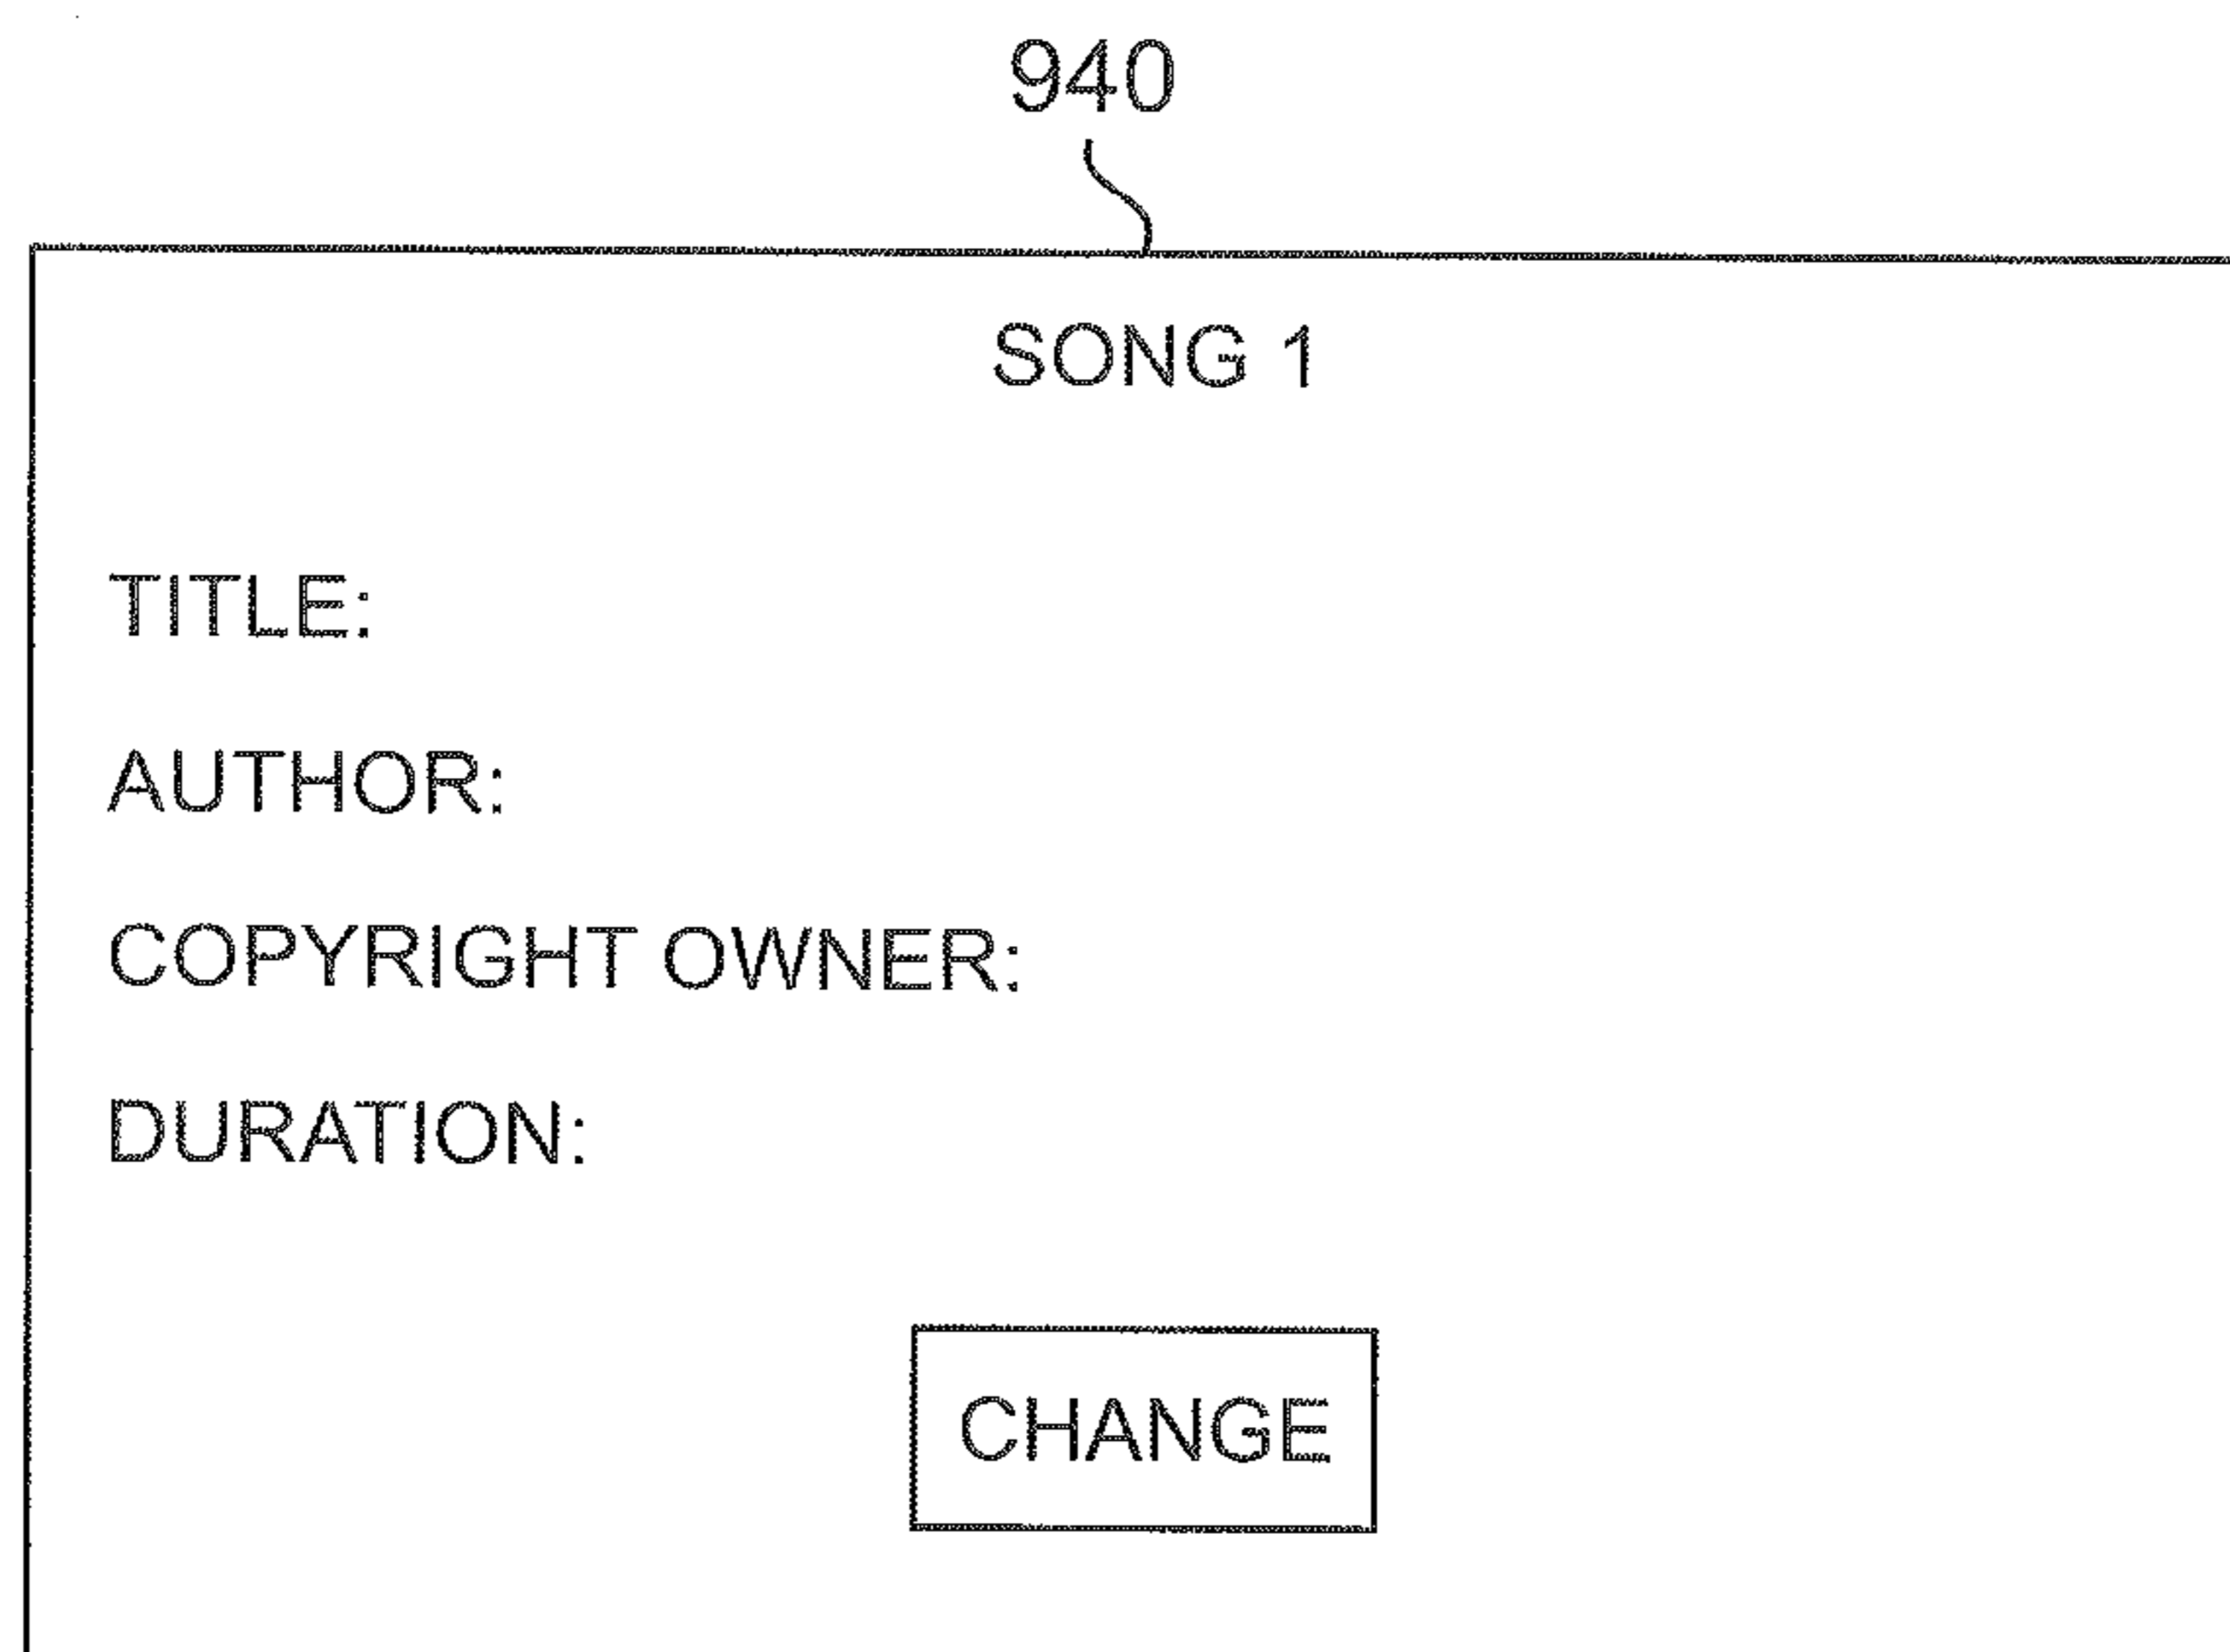 940
SONG 1
TITLE:
AUTHOR:
COPYRIGHT OWNER:
DURATION:
CHANGE